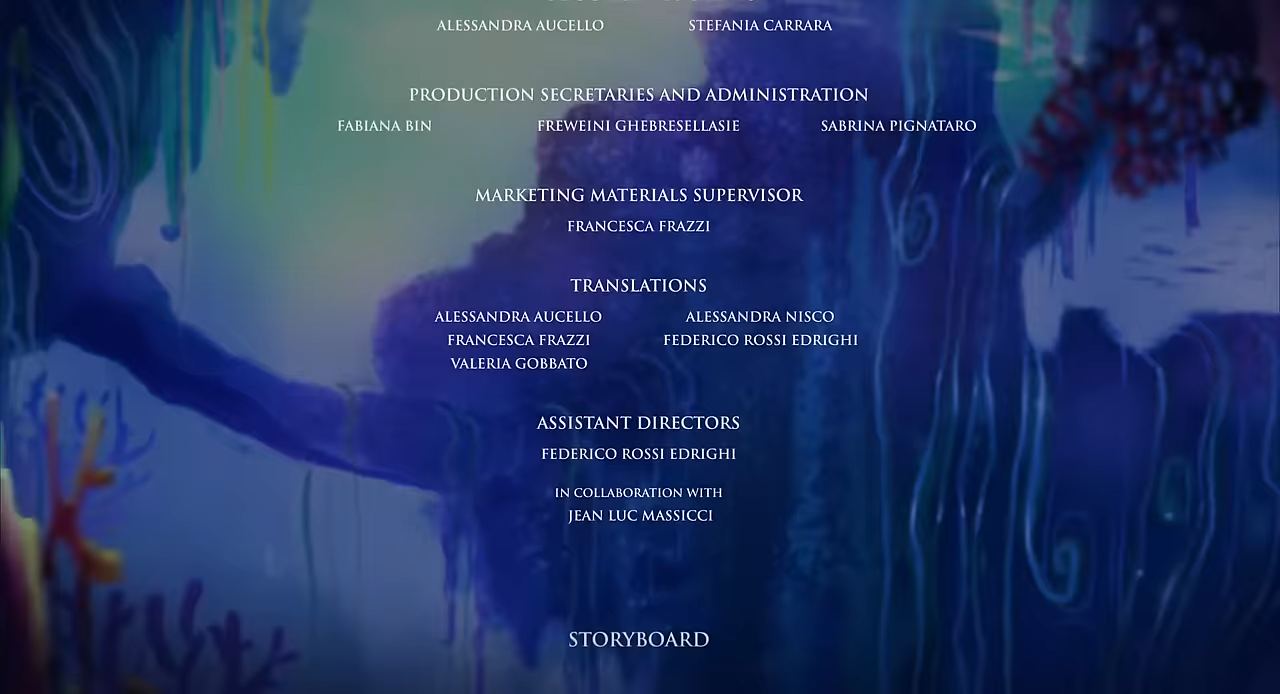 ALESSANDRA AUCELLO STEFANIA CARRARA
PRODUCTION SECRETARIES AND ADMINISTRATION
FABIANA BIN FREWEINI GHEBRESELLASIE SABRINA PIGNATARO
MARKETING MATERIALS SUPERVISOR
FRANCESCA FRAZZI
TRANSLATIONS
ALESSANDRA AUCELLO ALESSANDRA NISCO
FRANCESCA FRAZZI FEDERICO ROSSI EDRIGHI
VALERIA GOBBATO
ASSISTANT DIRECTORS
FEDERICO ROSSI EDRIGHI
IN COLLABORATION WITH
JEAN LUC MASSICCI
STORYBOARD